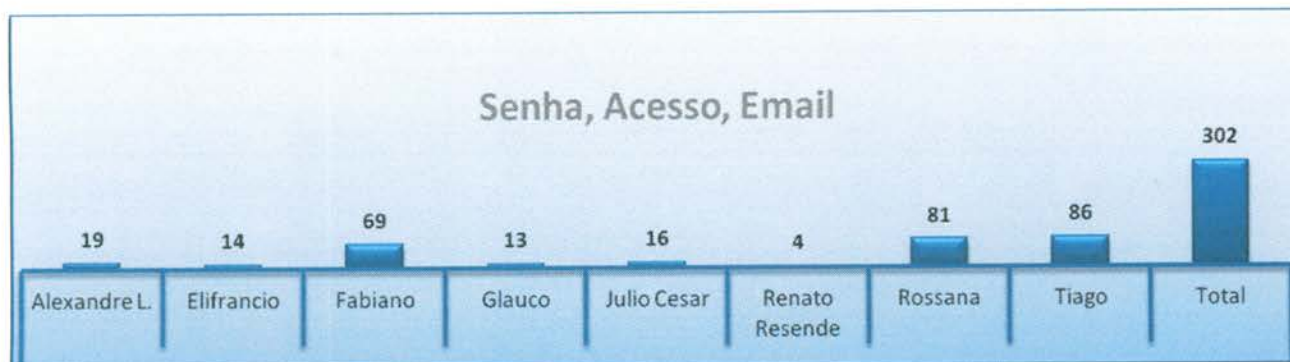 Senha, Acesso, Email
19 14 69 13 16 4 81 86 302
Alexandre L. Elifrancio Fabiano Glauco Julio Cesar Renato Rossana Tiago Total
Resende